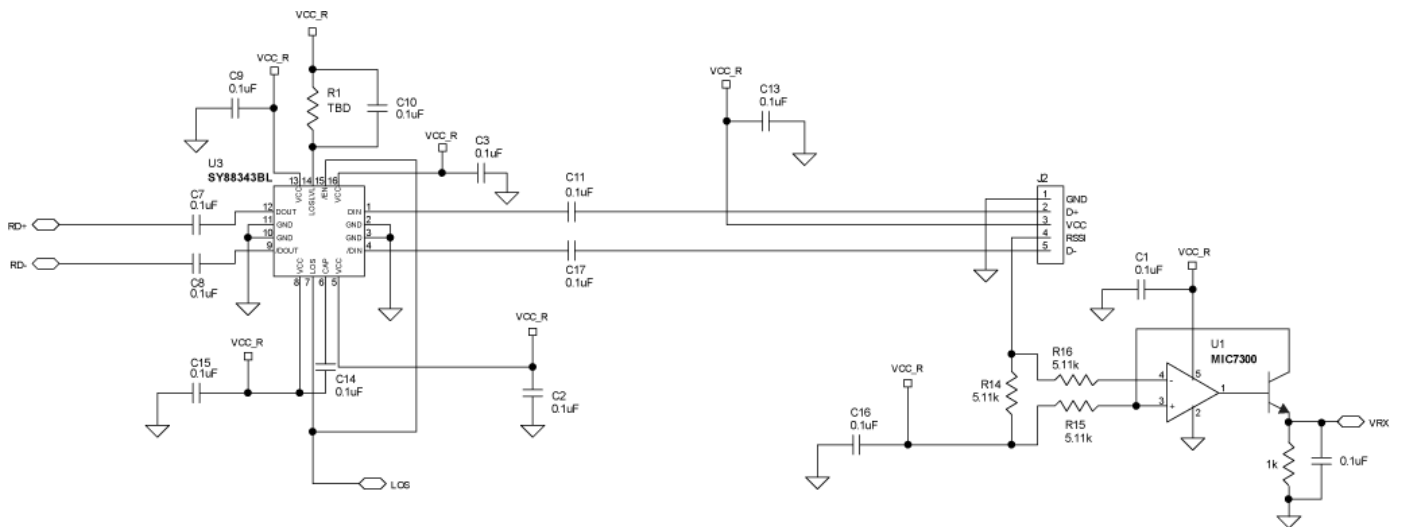 VCC_R
VCC_R
C9
0.1uF
R1
TBD
C10
0.1uF
VCC_R
C3
0.1uF
U3
SY88343BL
13
14
15
16
VCC
LOSLVL
/EN
VCC
C7
0.1uF
RD+
12
DOUT
11
GND
10
GND
9
/DOUT
DIN
1
GND
2
GND
3
/DIN
4
VCC
LOS
CAP
VCC
8
7
6
5
RD-
C8
0.1uF
C11
0.1uF
C17
0.1uF
VCC_R
C13
0.1uF
J2
1
GND
2
D+
3
VCC
4
RSSI
5
D-
VCC_R
C15
0.1uF
C14
0.1uF
VCC_R
C2
0.1uF
LOS
C1
0.1uF
VCC_R
U1
MIC7300
R16
5.11k
R14
5.11k
R15
5.11k
VCC_R
C16
0.1uF
4
-
3
+
5
1
2
VRX
1k
0.1uF